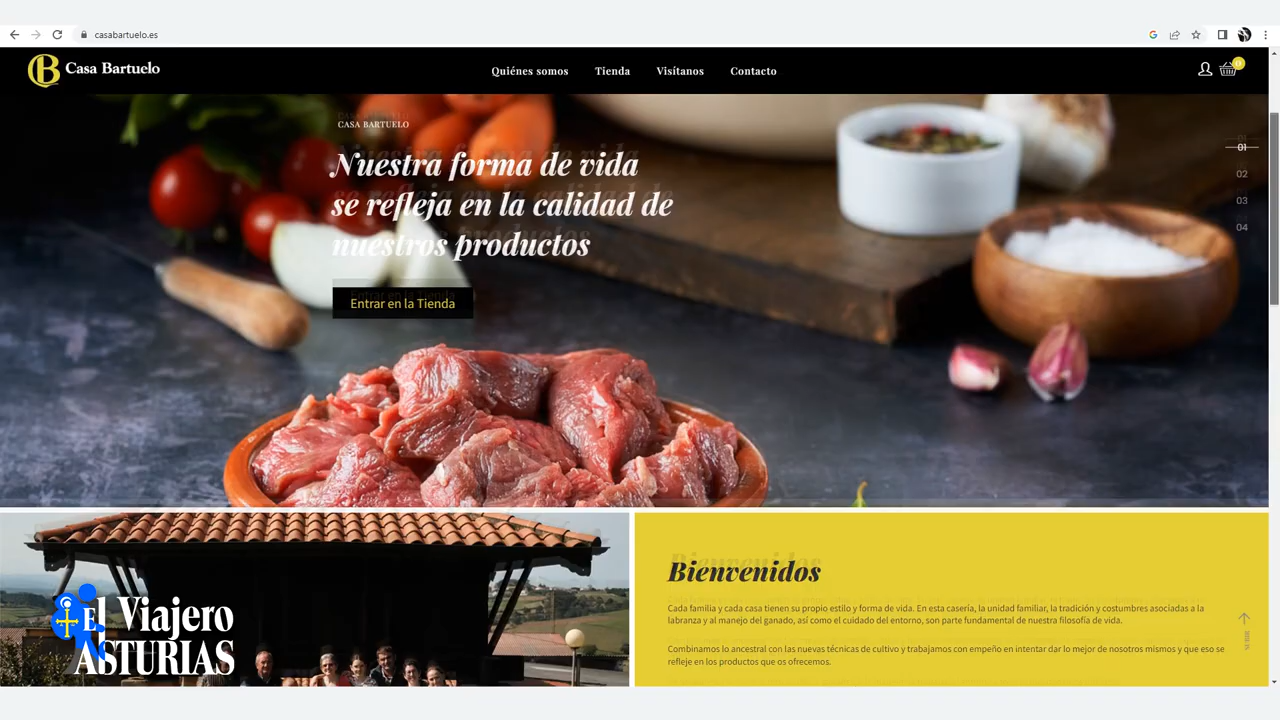 casabartuelo.es
Casa Bartuelo
Quiénes somos
Tienda
Visítanos
Contacto
0
CASA BARTUELO
Nuestra forma de vida
se refleja en la calidad de
nuestros productos
Entrar en la Tienda
01
02
03
04
Bienvenidos
Cada familia y cada casa tienen su propio estilo y forma de vida. En esta casería, la unidad familiar, la tradición y costumbres asociadas a la
labranza y al manejo del ganado, así como el cuidado del entorno, son parte fundamental de nuestra filosofía de vida.
Combinamos lo ancestral con las nuevas técnicas de cultivo y trabajamos con empeño en intentar dar lo mejor de nosotros mismos y que eso se
refleje en los productos que os ofrecemos.
El Viajero
ASTURIAS